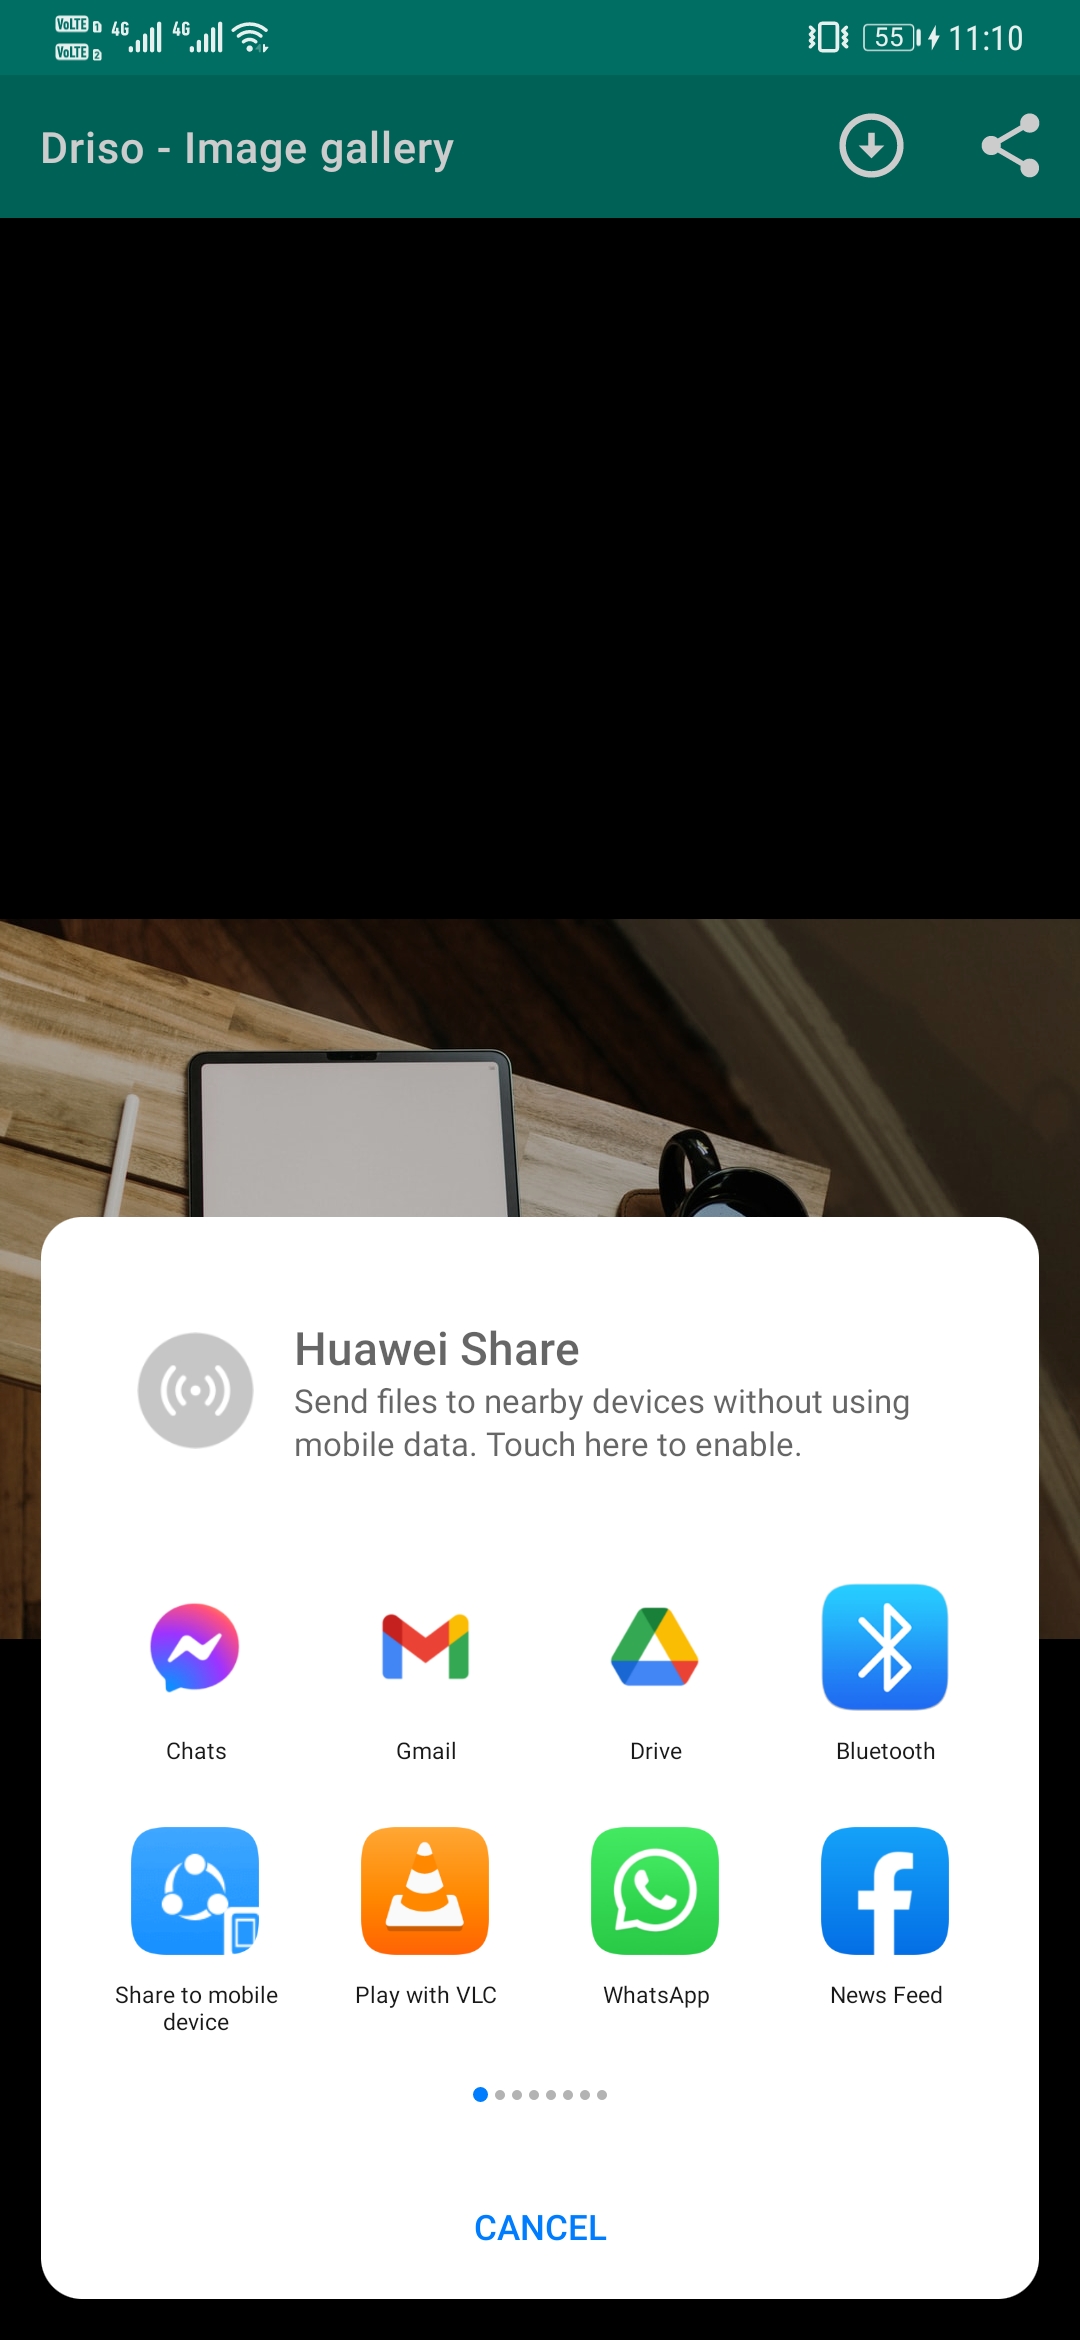 VoLTE 1 4G 4G 55 11:10
VoLTE 2
Driso - Image gallery
Huawei Share
Send files to nearby devices without using
mobile data. Touch here to enable.
Chats Gmail Drive Bluetooth
Share to mobile device Play with VLC WhatsApp News Feed
CANCEL